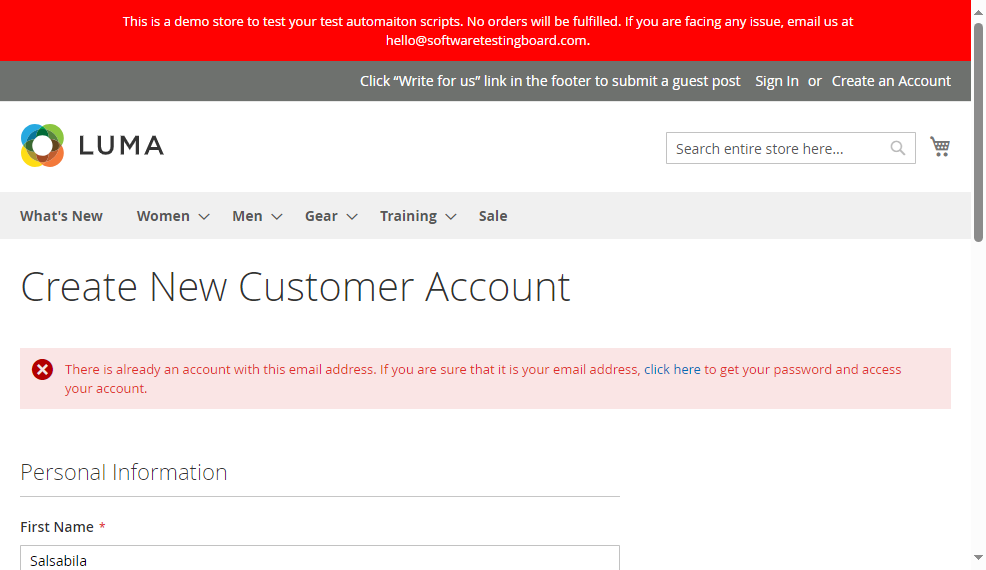 This is a demo store to test your test automaiton scripts. No orders will be fulfilled. If you are facing any issue, email us at
hello@softwaretestingboard.com.
Click “Write for us” link in the footer to submit a guest post Sign In or Create an Account
LUMA
Search entire store here...
What's New Women Men Gear Training Sale
Create New Customer Account
There is already an account with this email address. If you are sure that it is your email address, click here to get your password and access
your account.
Personal Information
First Name *
Salsabila